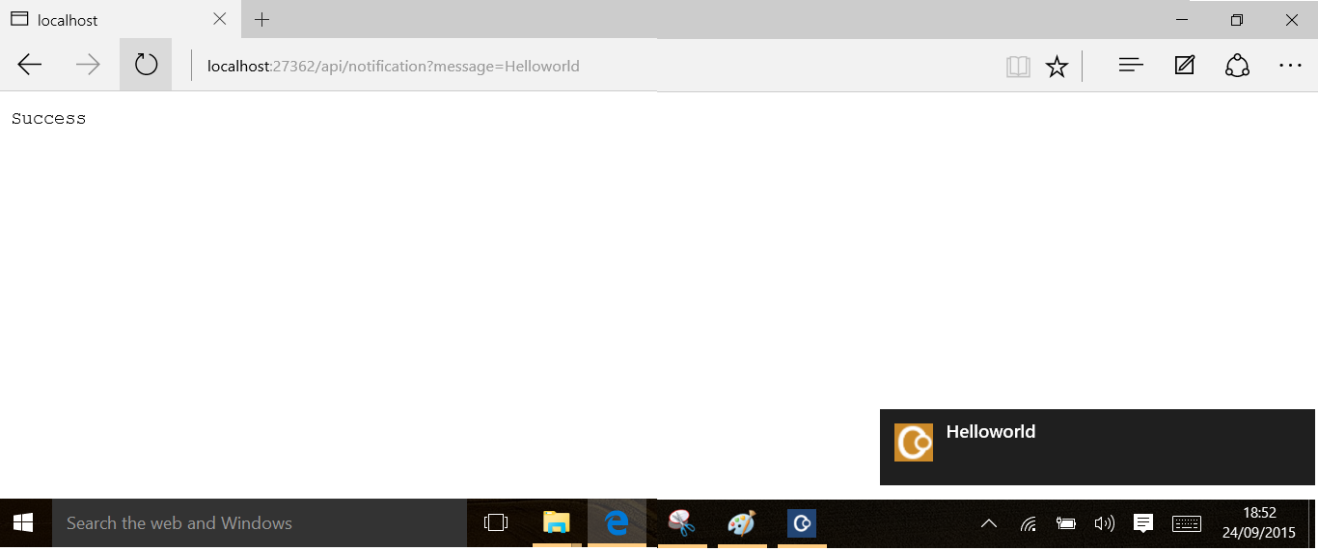 localhost
localhost:27362/api/notification?message=Helloworld
Success
Helloworld
Search the web and Windows
18:52
24/09/2015